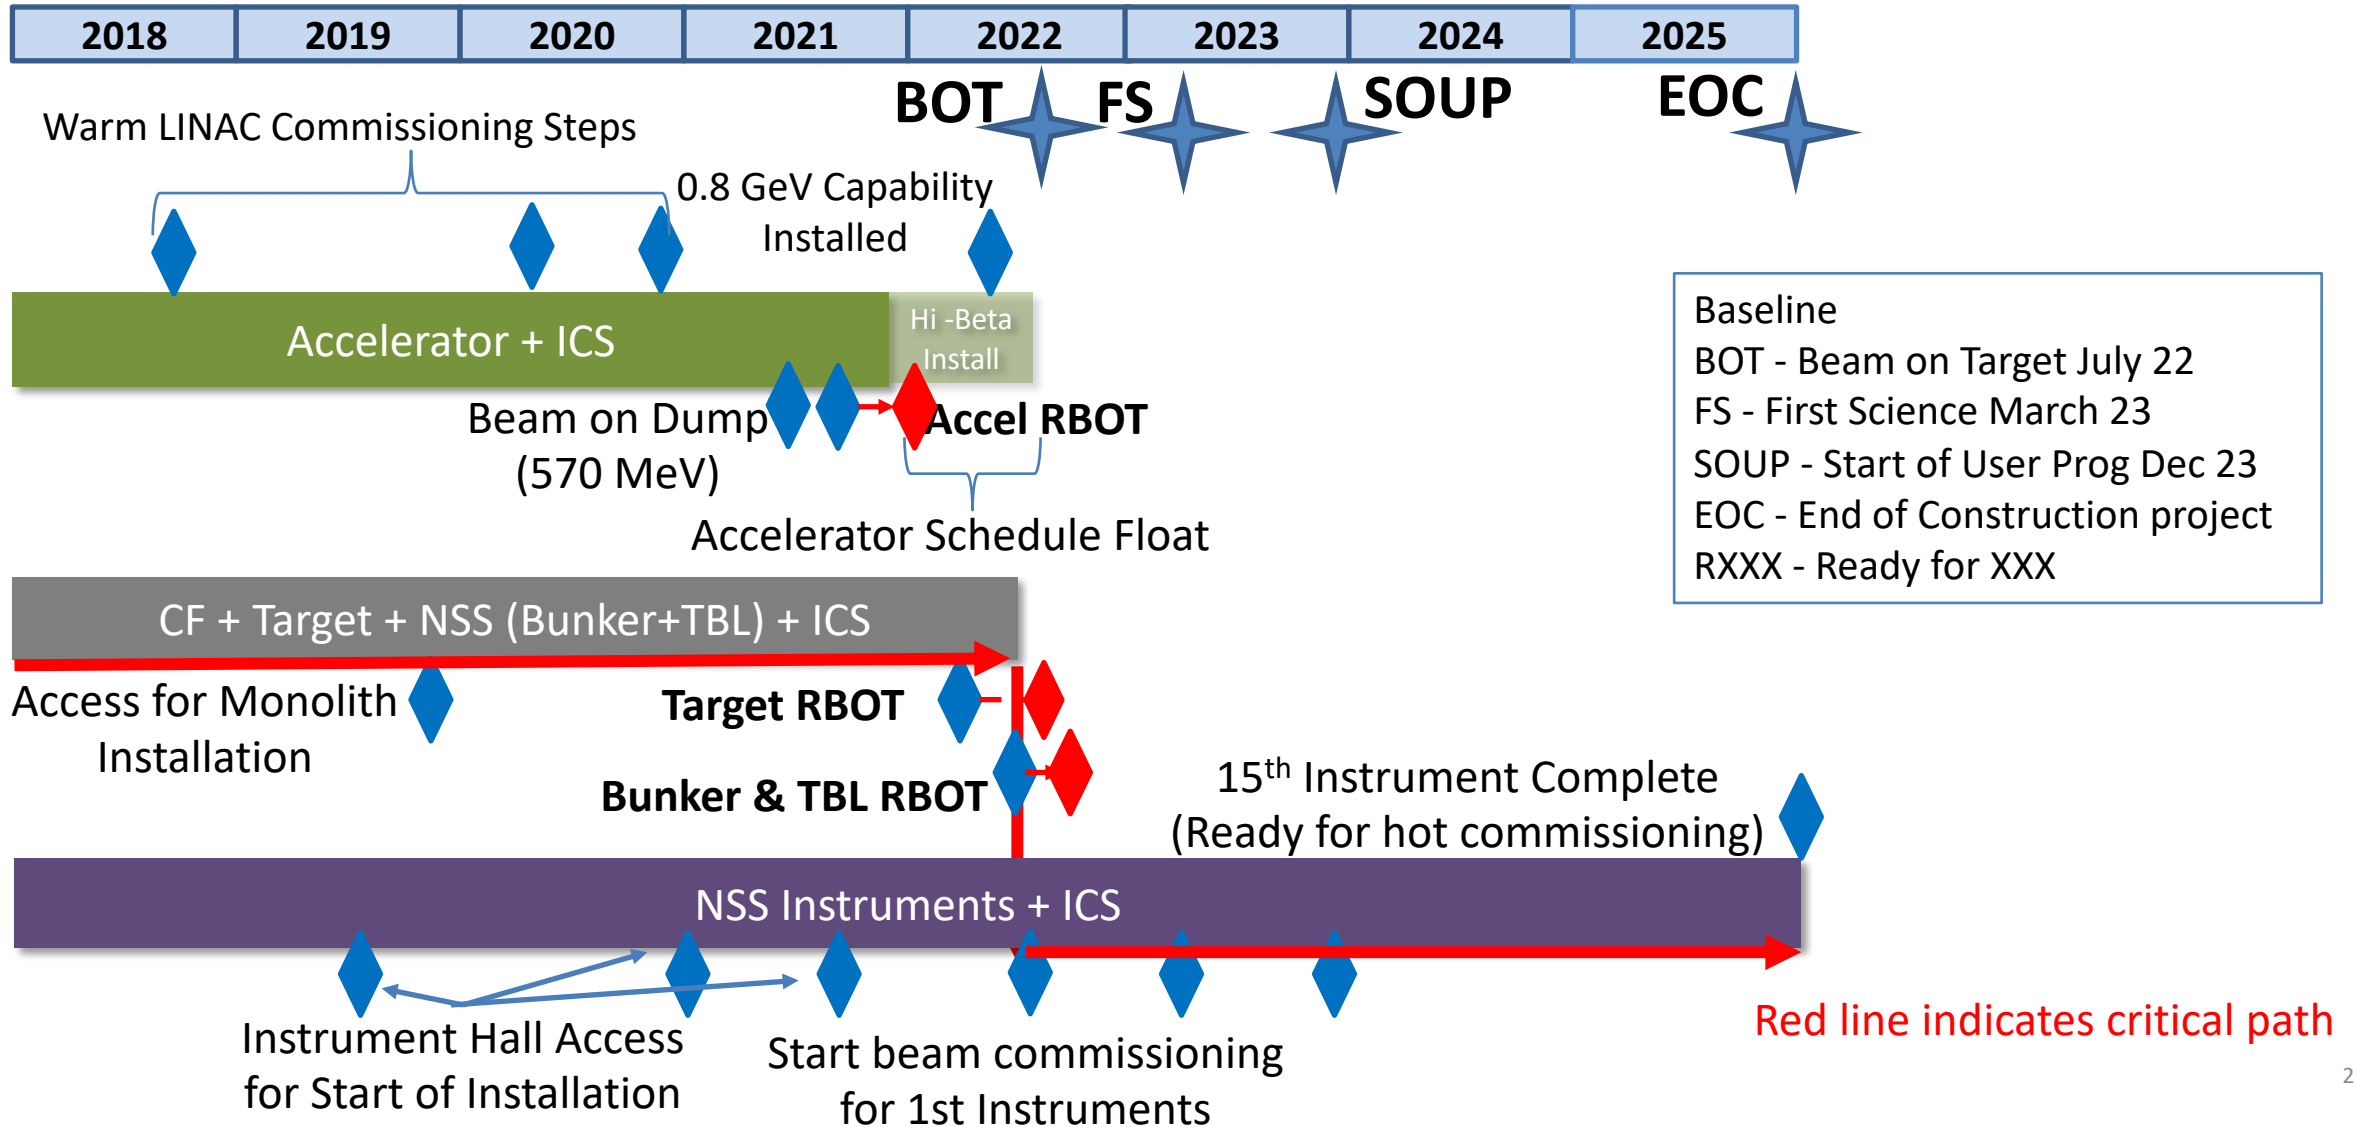 2018 2019 2020 2021 2022 2023 2024 2025
BOT FS SOUP EOC
Warm LINAC Commissioning Steps
0.8 GeV Capability
Installed
Accelerator + ICS
Hi -Beta
Install
Beam on Dump
(570 MeV)
Accel RBOT
Accelerator Schedule Float
Baseline
BOT - Beam on Target July 22
FS - First Science March 23
SOUP - Start of User Prog Dec 23
EOC - End of Construction project
RXXX - Ready for XXX
CF + Target + NSS (Bunker+TBL) + ICS
Access for Monolith
Installation
Target RBOT
Bunker & TBL RBOT
15th Instrument Complete
(Ready for hot commissioning)
NSS Instruments + ICS
Instrument Hall Access
for Start of Installation
Start beam commissioning
for 1st Instruments
Red line indicates critical path
2